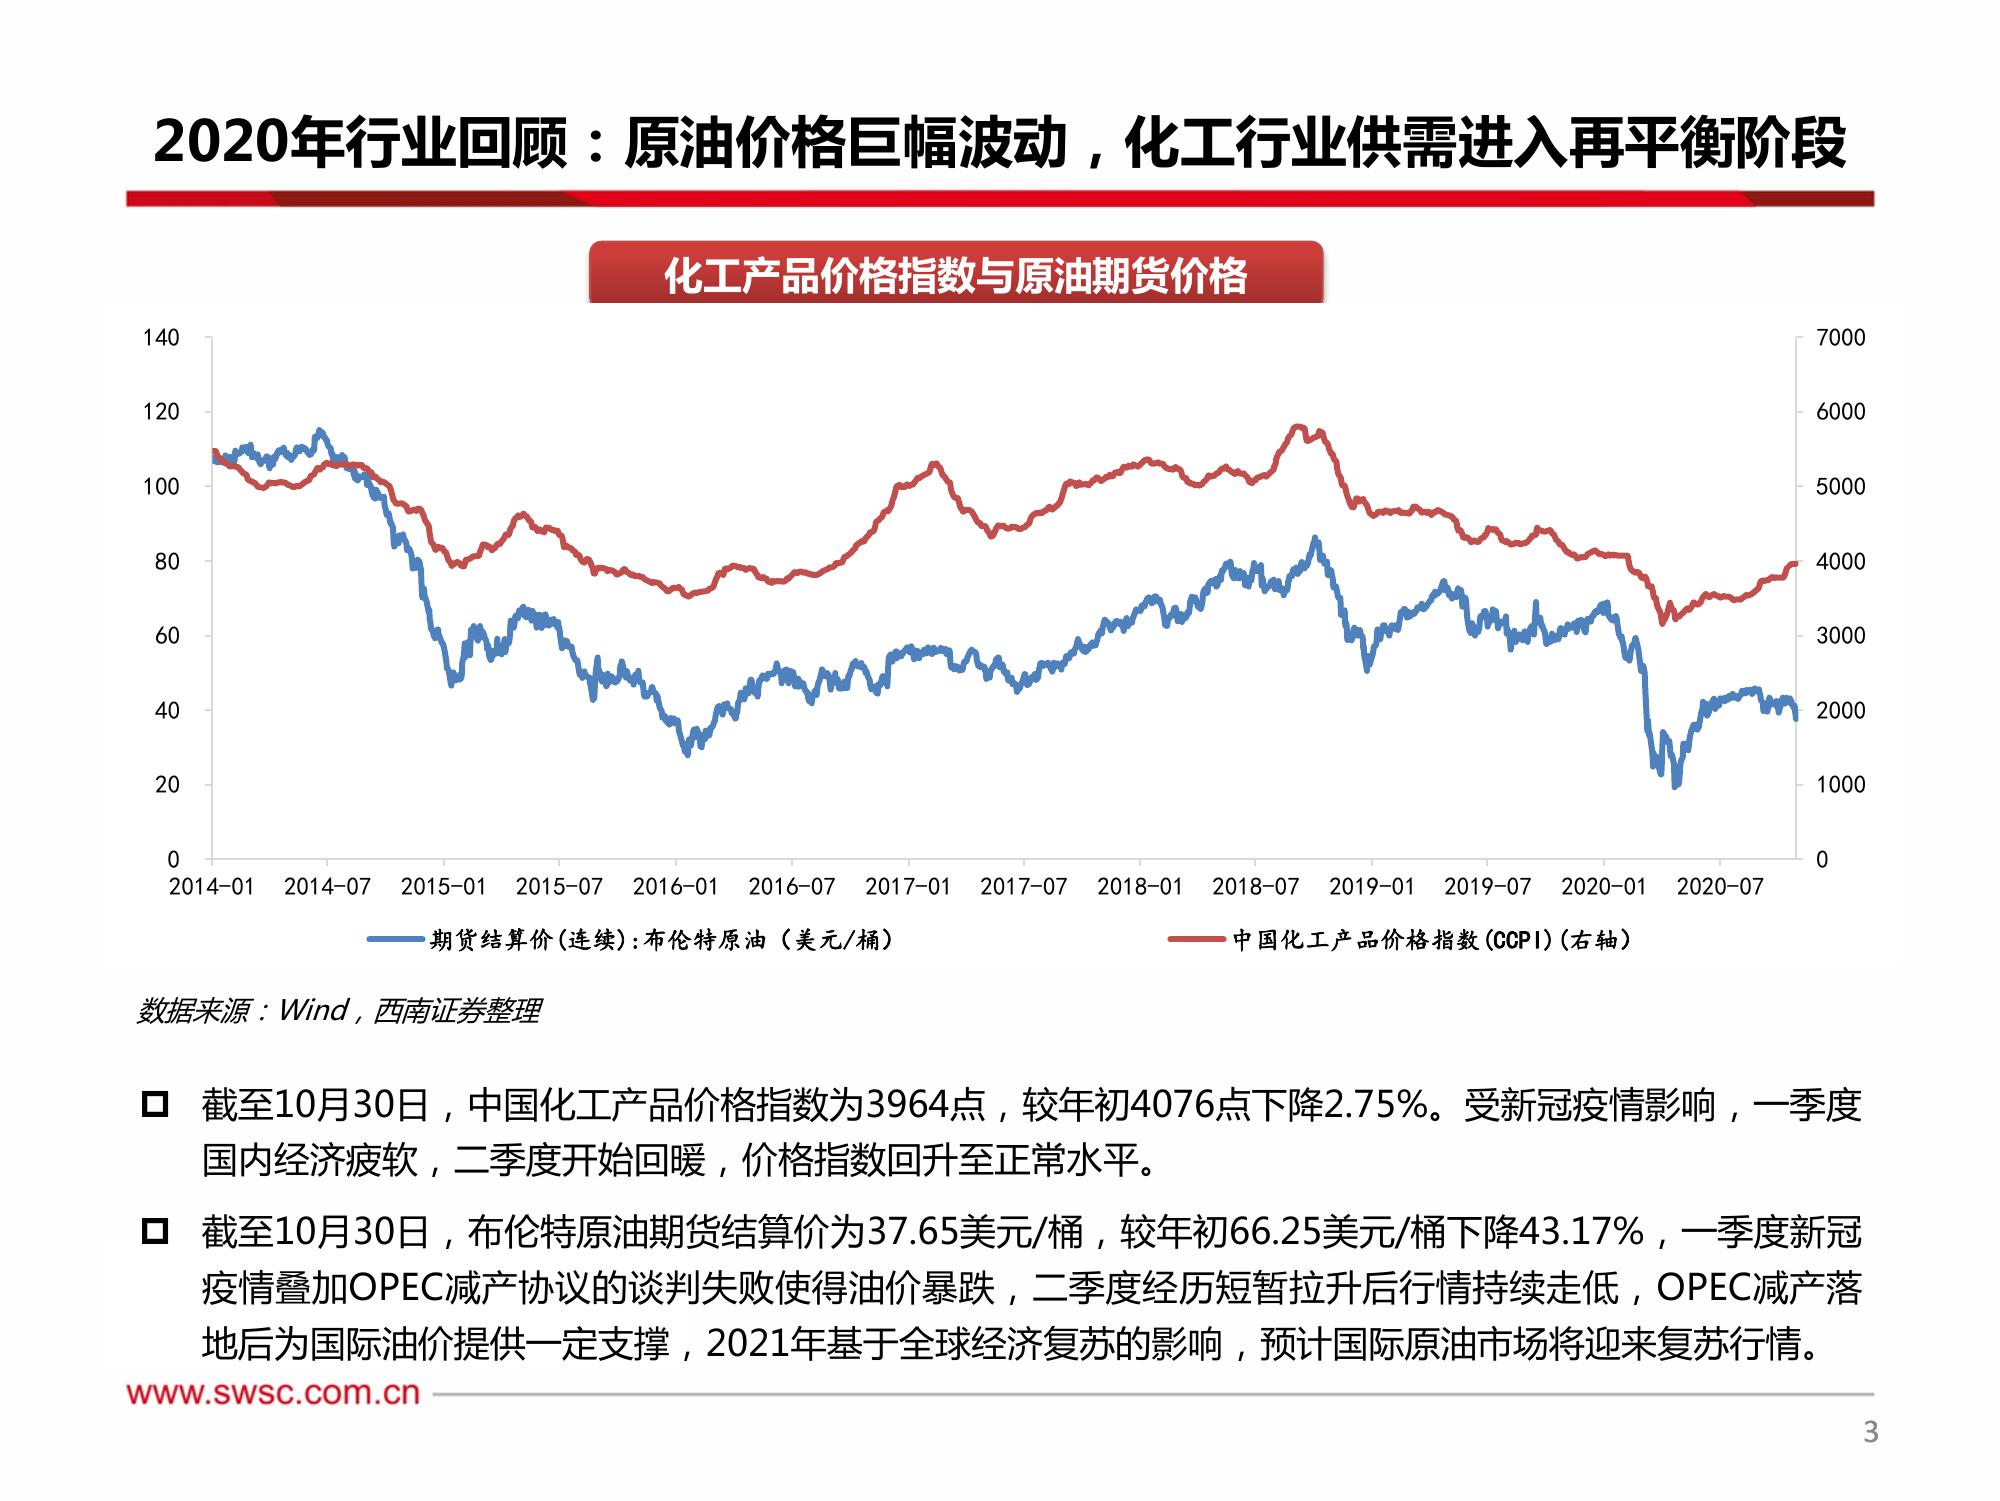 2020年行业回顾：原油价格巨幅波动，化工行业供需进入再平衡阶段
化工产品价格指数与原油期货价格
140
120
100
80
60
40
20
0
7000
6000
5000
4000
3000
2000
1000
0
2014-01 2014-07 2015-01 2015-07 2016-01 2016-07 2017-01 2017-07 2018-01 2018-07 2019-01 2019-07 2020-01 2020-07
期货结算价(连续):布伦特原油（美元/桶） 中国化工产品价格指数(CCPI)(右轴）
数据来源：Wind，西南证券整理
截至10月30日，中国化工产品价格指数为3964点，较年初4076点下降2.75%。受新冠疫情影响，一季度
国内经济疲软，二季度开始回暖，价格指数回升至正常水平。
截至10月30日，布伦特原油期货结算价为37.65美元/桶，较年初66.25美元/桶下降43.17%，一季度新冠
疫情叠加OPEC减产协议的谈判失败使得油价暴跌，二季度经历短暂拉升后行情持续走低，OPEC减产落
地后为国际油价提供一定支撑，2021年基于全球经济复苏的影响，预计国际原油市场将迎来复苏行情。
www.swsc.com.cn
3